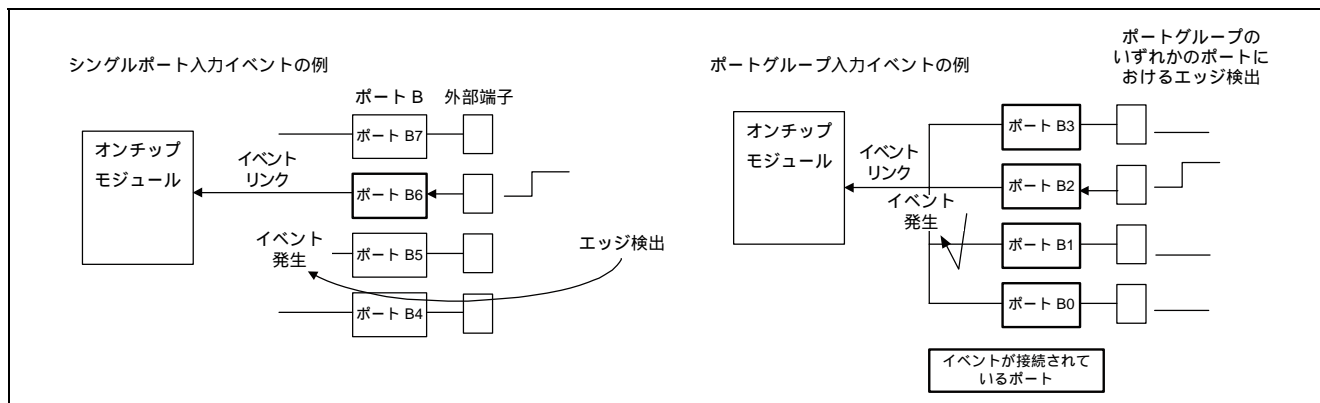 シングルポート入力イベントの例
ポート B
外部端子
オンチップ
モジュール
イベント
リンク
ポート B7
ポート B6
イベント
発生
ポート B5
エッジ検出
ポート B4
ポートグループ入力イベントの例
ポートグループの
いずれかのポートに
おけるエッジ検出
オンチップ
モジュール
イベント
リンク
ポート B3
ポート B2
イベント
発生
ポート B1
ポート B0
イベントが接続されて
いるポート